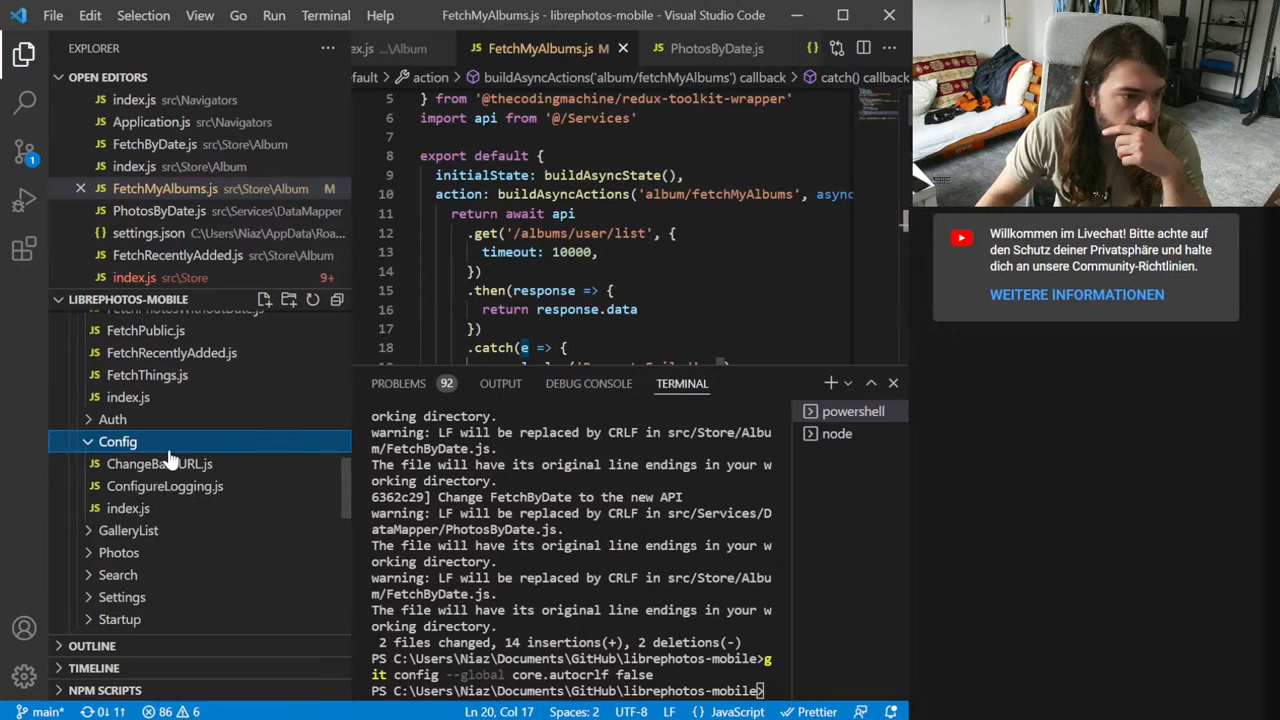 File Edit Selection View Go Run Terminal Help FetchMyAlbums.js - librephotos-mobile - Visual Studio Code
EXPLORER
OPEN EDITORS
index.js src\Navigators
Application.js src\Navigators
FetchByDate.js src\Store\Album
index.js src\Store\Album
FetchMyAlbums.js src\Store\Album M
PhotosByDate.js src\Services\DataMapper
settings.json C:\Users\Niaz\AppData\Roa...
FetchRecentlyAdded.js src\Store\Album
index.js src\Store 9+
LIBREPHOTOS-MOBILE
FetchPhotosWithoutDate.js
FetchPublic.js
FetchRecentlyAdded.js
FetchThings.js
index.js
Auth
Config
ChangeBa URL.js
ConfigureLogging.js
index.js
GalleryList
Photos
Search
Settings
Startup
OUTLINE
TIMELINE
NPM SCRIPTS
ex.js ...\Album FetchMyAlbums.js M PhotosByDate.js
efault > action > buildAsyncActions('album/fetchMyAlbums') callback > catch() callback
5 } from '@thecodingmachine/redux-toolkit-wrapper'
6 import api from '@/Services'
7
8 export default {
9 initialState: buildAsyncState(),
10 action: buildAsyncActions('album/fetchMyAlbums', async
11 return await api
12 .get('/albums/user/list', {
13 timeout: 10000,
14 })
15 .then(response => {
16 return response.data
17 })
18 .catch(e => {
PROBLEMS 92 OUTPUT DEBUG CONSOLE TERMINAL
orking directory.
warning: LF will be replaced by CRLF in src/Store/Albu
m/FetchByDate.js.
The file will have its original line endings in your w
orking directory.
6362c29] Change FetchByDate to the new API
warning: LF will be replaced by CRLF in src/Services/D
ataMapper/PhotosByDate.js.
The file will have its original line endings in your w
orking directory.
warning: LF will be replaced by CRLF in src/Store/Albu
m/FetchByDate.js.
The file will have its original line endings in your w
orking directory.
2 files changed, 14 insertions(+), 2 deletions(-)
PS C:\Users\Niaz\Documents\GitHub\librephotos-mobile>g
it config --global core.autocrlf false
PS C:\Users\Niaz\Documents\GitHub\librephotos-mobile>
powershell
node
1
main* 0↓ 1↑ 86 6 Ln 20, Col 17 Spaces: 2 UTF-8 LF {} JavaScript Prettier
Willkommen im Livechat! Bitte achte auf
den Schutz deiner Privatsphäre und halte
dich an unsere Community-Richtlinien.
WEITERE INFORMATIONEN